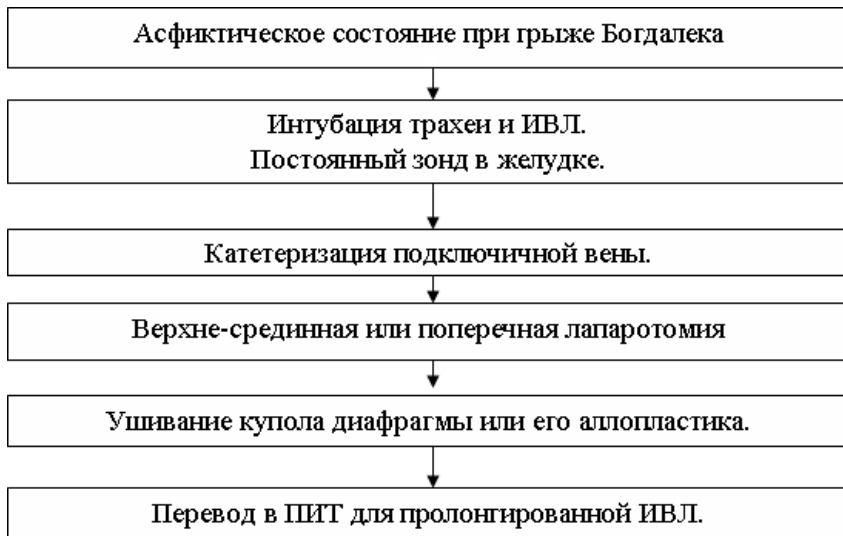 Асфиктическое состояние при грыже Богдалека
Интубация трахеи и ИВЛ.
Постоянный зонд в желудке.
Катетеризация подключичной вены.
Верхне-срединная или поперечная лапаротомия
Ушивание купола диафрагмы или его аллопластика.
Перевод в ПИТ для пролонгированной ИВЛ.